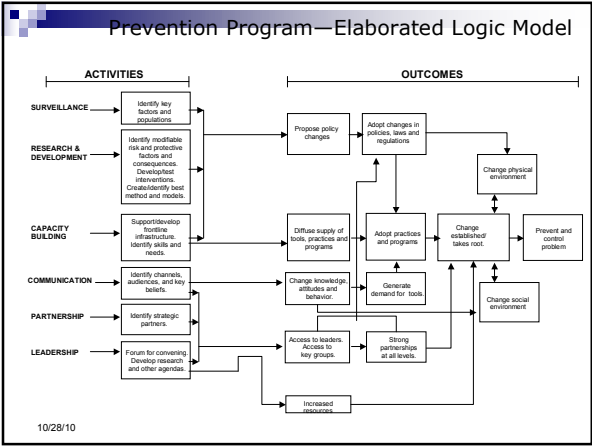 Prevention Program—Elaborated Logic Model
ACTIVITIES
OUTCOMES
SURVEILLANCE
Identify key
factors and
populations
RESEARCH &
DEVELOPMENT
Identify modifiable
risk and protective
factors and
consequences.
Develop/test
interventions.
Create/identify best
method and models.
CAPACITY
BUILDING
Support/develop
frontline
infrastructure.
Identify skills and
needs.
COMMUNICATION
Identify channels,
audiences, and key
beliefs.
PARTNERSHIP
Identify strategic
partners.
LEADERSHIP
Forum for convening.
Develop research
and other agendas.
Propose policy
changes
Adopt changes in
policies, laws and
regulations
Change physical
environment
Diffuse supply of
tools, practices and
programs
Adopt practices
and programs
Change
established/
takes root.
Prevent and
control
problem
Change knowledge,
attitudes and
behavior.
Generate
demand for tools.
Change social
environment
Access to leaders.
Access to
key groups.
Strong
partnerships
at all levels.
Increased
resources.
10/28/10